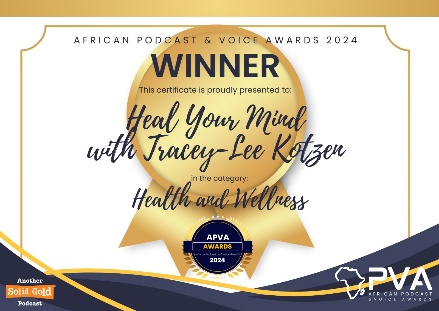 AFRICAN PODCAST & VOICE AWARDS 2024
WINNER
This certificate is proudly presented to:
Heal Your Mind
with Tracey-Lee Kotzen
in the category:
Health and Wellness
APVA
AWARDS
2024
Another
Solid Gold
Podcast
PVA
AFRICAN PODCAST
& VOICE AWARDS